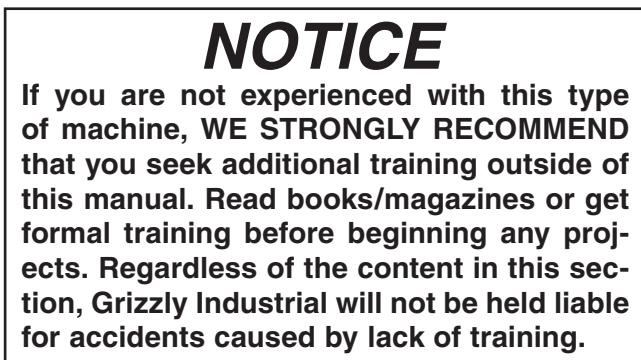 NOTICE
If you are not experienced with this type
of machine, WE STRONGLY RECOMMEND
that you seek additional training outside of
this manual. Read books/magazines or get
formal training before beginning any proj-
ects. Regardless of the content in this sec-
tion, Grizzly Industrial will not be held liable
for accidents caused by lack of training.